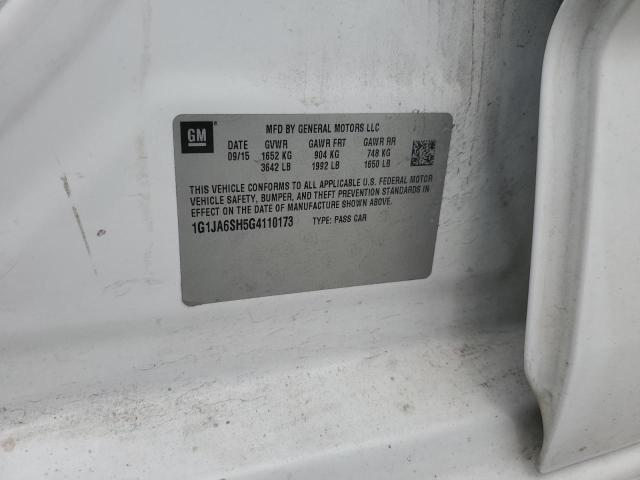 GM
MFD BY GENERAL MOTORS LLC
DATE GVWR GAWR FRT GAWR RR
09/15 1652 KG 904 KG 748 KG
3642 LB 1992 LB 1650 LB
THIS VEHICLE CONFORMS TO ALL APPLICABLE U.S. FEDERAL MOTOR
VEHICLE SAFETY, BUMPER, AND THEFT PREVENTION STANDARDS IN
EFFECT ON THE DATE OF MANUFACTURE SHOWN ABOVE.
1G1JA6SH5G4110173 TYPE: PASS CAR